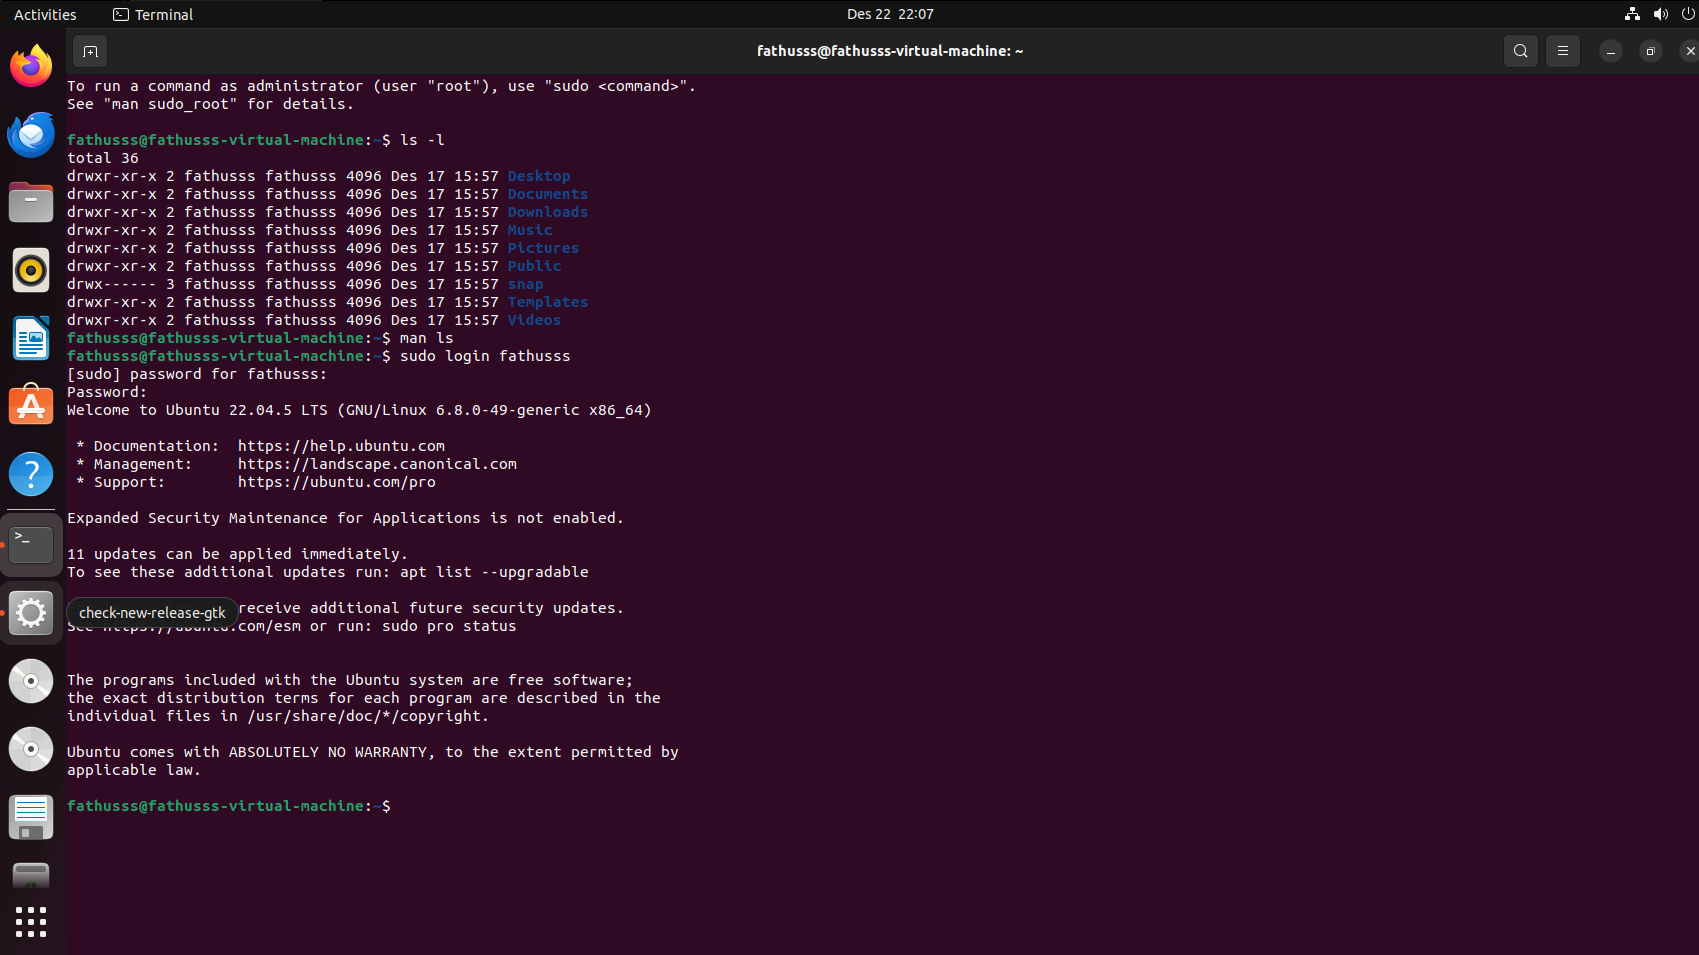 Activities
Terminal
Des 22 22:07
fathusss@fathusss-virtual-machine: ~
To run a command as administrator (user "root"), use "sudo <command>".
See "man sudo_root" for details.
fathusss@fathusss-virtual-machine:~$ ls -l
total 36
drwxr-xr-x 2 fathusss fathusss 4096 Des 17 15:57 Desktop
drwxr-xr-x 2 fathusss fathusss 4096 Des 17 15:57 Documents
drwxr-xr-x 2 fathusss fathusss 4096 Des 17 15:57 Downloads
drwxr-xr-x 2 fathusss fathusss 4096 Des 17 15:57 Music
drwxr-xr-x 2 fathusss fathusss 4096 Des 17 15:57 Pictures
drwxr-xr-x 2 fathusss fathusss 4096 Des 17 15:57 Public
drwx------ 3 fathusss fathusss 4096 Des 17 15:57 snap
drwxr-xr-x 2 fathusss fathusss 4096 Des 17 15:57 Templates
drwxr-xr-x 2 fathusss fathusss 4096 Des 17 15:57 Videos
fathusss@fathusss-virtual-machine:~$ man ls
fathusss@fathusss-virtual-machine:~$ sudo login fathusss
[sudo] password for fathusss:
Password:
Welcome to Ubuntu 22.04.5 LTS (GNU/Linux 6.8.0-49-generic x86_64)
* Documentation:  https://help.ubuntu.com
* Management:     https://landscape.canonical.com
* Support:        https://ubuntu.com/pro
Expanded Security Maintenance for Applications is not enabled.
11 updates can be applied immediately.
To see these additional updates run: apt list --upgradable
check-new-release-gtk
receive additional future security updates.
See https://ubuntu.com/esm or run: sudo pro status
The programs included with the Ubuntu system are free software;
the exact distribution terms for each program are described in the
individual files in /usr/share/doc/*/copyright.
Ubuntu comes with ABSOLUTELY NO WARRANTY, to the extent permitted by
applicable law.
fathusss@fathusss-virtual-machine:~$